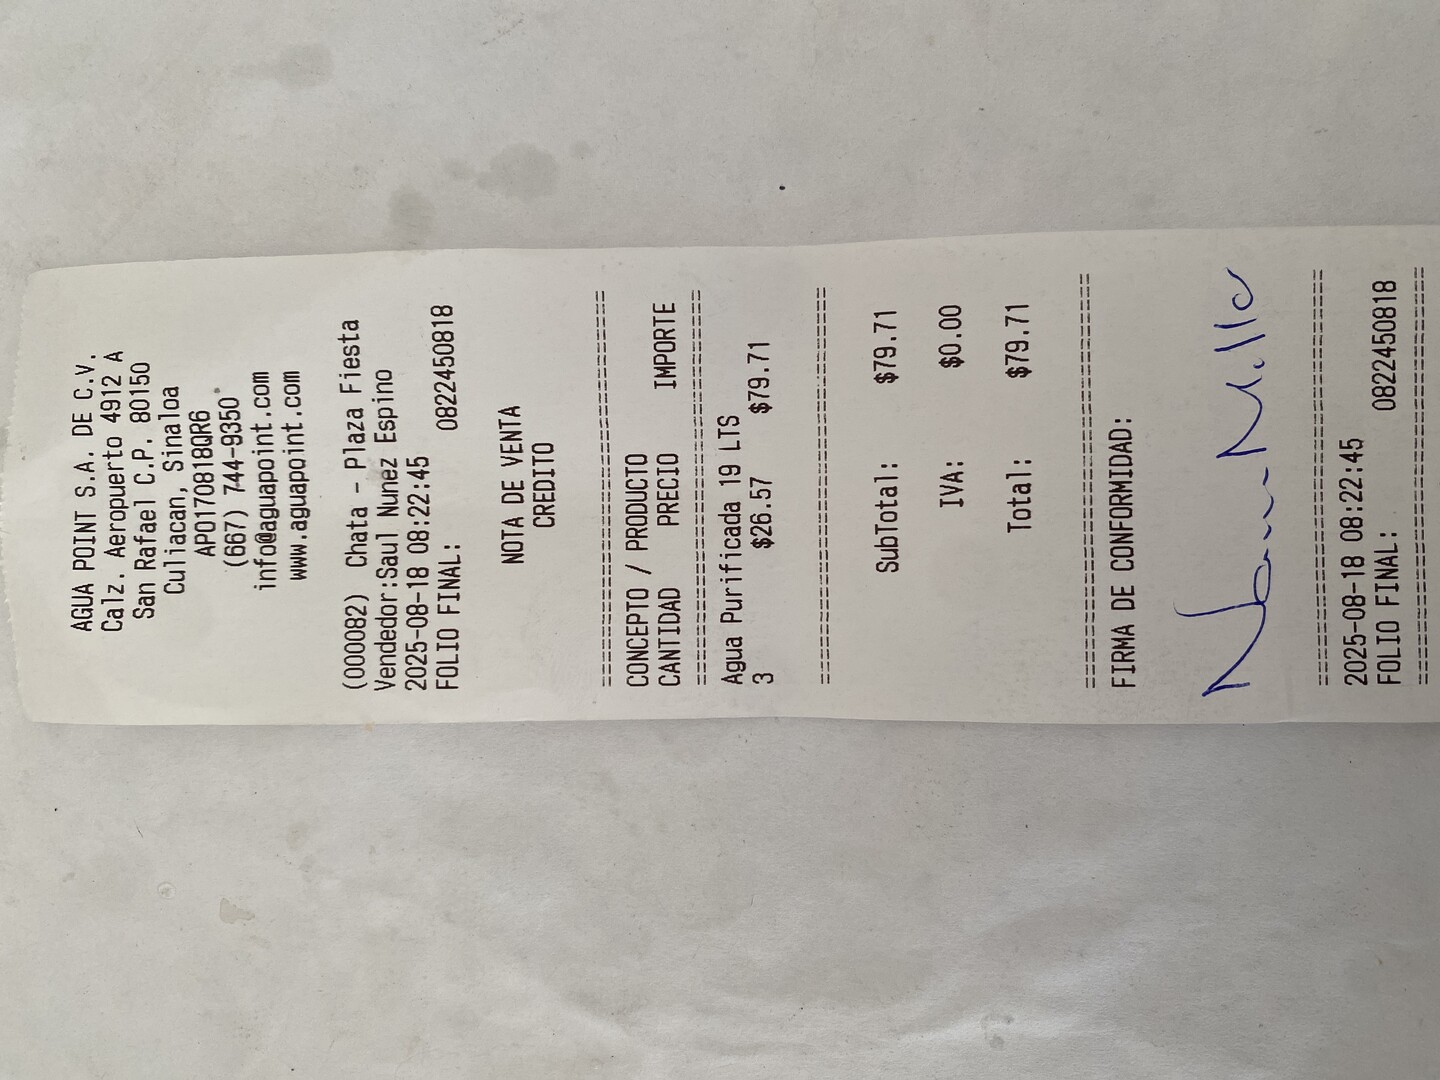 AGUA POINT S.A. DE C.V.
Calz. Aeropuerto 4912 A
San Rafael C.P. 80150
Culiacan, Sinaloa
APO170818QR6
(667) 744-9350
info@aguapoint.com
www.aguapoint.com
(000082) Chata - Plaza Fiesta
Vendedor:Saul Nunez Espino
2025-08-18 08:22:45
FOLIO FINAL: 0822450818
NOTA DE VENTA
CREDITO
==============================
CONCEPTO / PRODUCTO
CANTIDAD PRECIO IMPORTE
==============================
Agua Purificada 19 LTS
3 $26.57 $79.71
==============================
SubTotal: $79.71
IVA: $0.00
Total: $79.71
==============================
FIRMA DE CONFORMIDAD:
==============================
2025-08-18 08:22:45
FOLIO FINAL: 0822450818
==============================